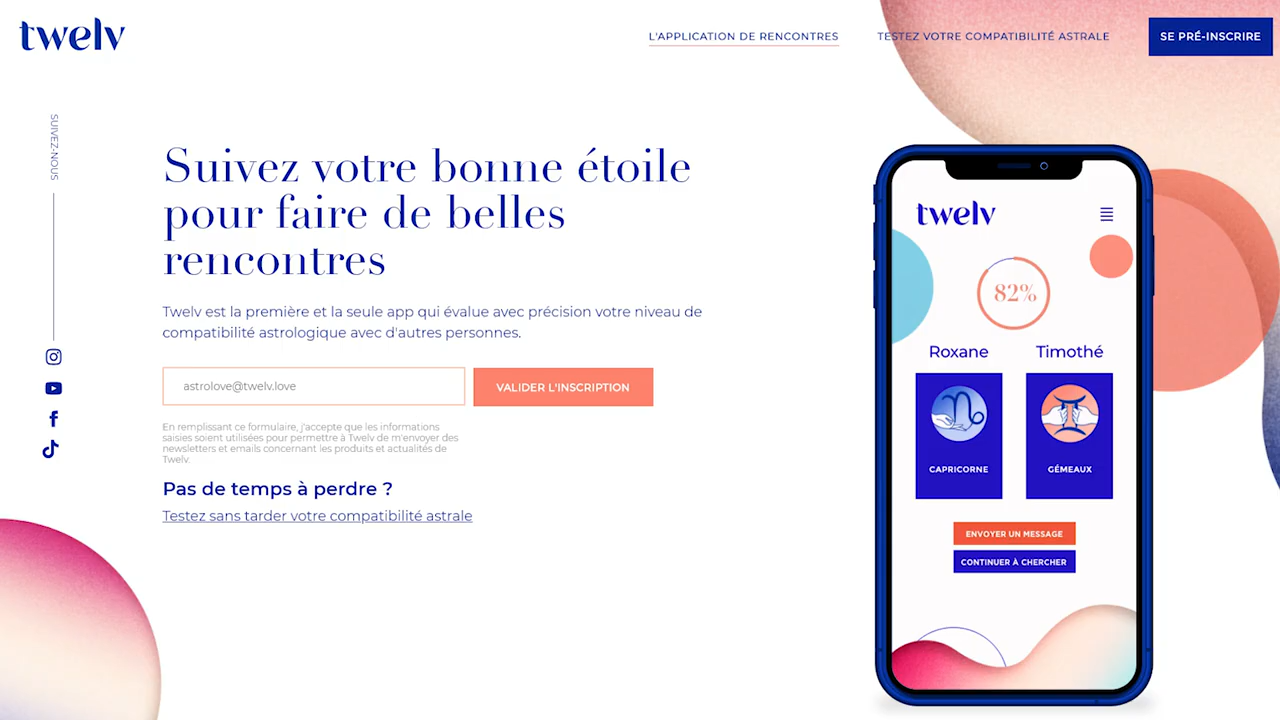 twelv
L'APPLICATION DE RENCONTRES
TESTEZ VOTRE COMPATIBILITÉ ASTRALE
SE PRÉ-INSCRIRE
SUIVEZ-NOUS
Suivez votre bonne étoile
pour faire de belles
rencontres
Twelv est la première et la seule app qui évalue avec précision votre niveau de
compatibilité astrologique avec d'autres personnes.
astrolove@twelv.love
VALIDER L'INSCRIPTION
En remplissant ce formulaire, j'accepte que les informations
saisies soient utilisées pour permettre à Twelv de m'envoyer des
newsletters et emails concernant les produits et actualités de
Twelv.
Pas de temps à perdre ?
Testez sans tarder votre compatibilité astrale
twelv
82%
Roxane
Timothé
CAPRICORNE
GÉMEAUX
ENVOYER UN MESSAGE
CONTINUER À CHERCHER